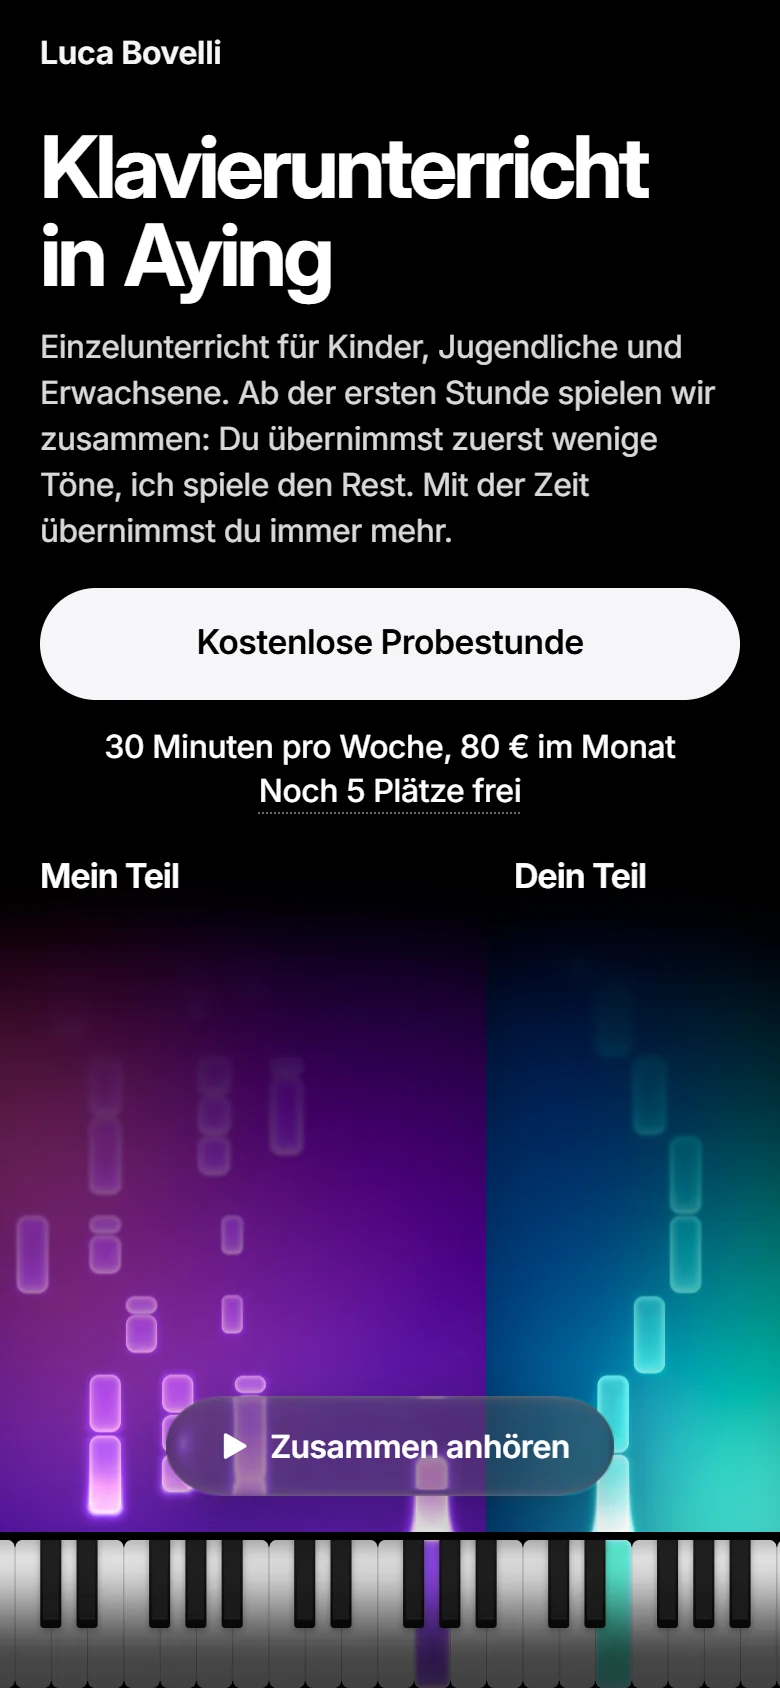 Luca Bovelli
Klavierunterricht
in Aying
Einzelunterricht für Kinder, Jugendliche und
Erwachsene. Ab der ersten Stunde spielen wir
zusammen: Du übernimmst zuerst wenige
Töne, ich spiele den Rest. Mit der Zeit
übernimmst du immer mehr.
Kostenlose Probestunde
30 Minuten pro Woche, 80 € im Monat
Noch 5 Plätze frei
Mein Teil
Dein Teil
Zusammen anhören